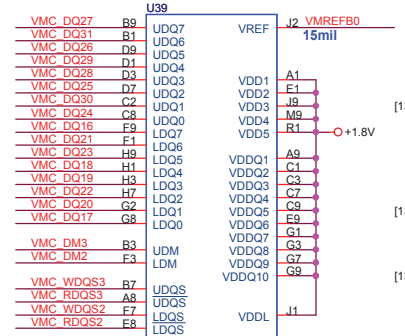 U39
VMC_DQ27 B9 UDQ7 VREF J2 VMREFB0
VMC_DQ31 B1 UDQ6 15mil
VMC_DQ26 D9 UDQ5
VMC_DQ29 D1 UDQ4
VMC_DQ28 D3 UDQ3 VDD1 A1
VMC_DQ25 D7 UDQ2 VDD2 E1
VMC_DQ30 C2 UDQ1 VDD3 J9
VMC_DQ24 C8 UDQ0 VDD4 M9
VMC_DQ16 F9 LDQ7 VDD5 R1 +1.8V
VMC_DQ21 F1 LDQ6
VMC_DQ23 H9 LDQ5 VDDQ1 A9
VMC_DQ18 H1 LDQ4 VDDQ2 C1
VMC_DQ19 H3 LDQ3 VDDQ3 C3
VMC_DQ22 H7 LDQ2 VDDQ4 C7
VMC_DQ20 G2 LDQ1 VDDQ5 C9
VMC_DQ17 G8 LDQ0 VDDQ6 E9
VDDQ7 G1
VMC_DM3 B3 UDM VDDQ8 G3
VMC_DM2 F3 LDM VDDQ9 G7
VDDQ10 G9
VMC_WDQS3 B7 UDQS
VMC_RDQS3 A8 UDQS
VMC_WDQS2 F7 LDQS VDDL J1
VMC_RDQS2 E8 LDQS